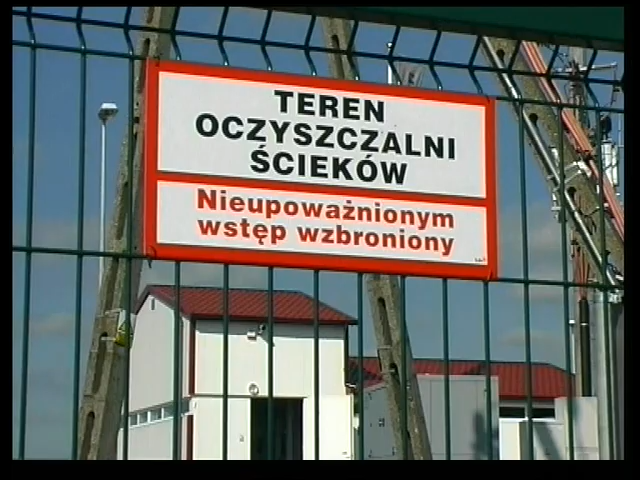 TEREN
OCZYSZCZALNI
ŚCIEKÓW
Nieupoważnionym
wstęp wzbroniony